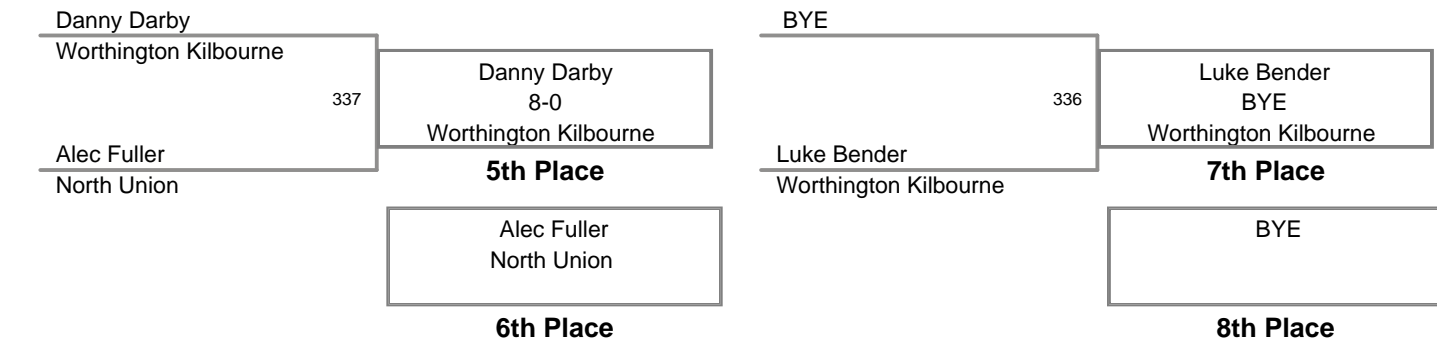 Danny Darby
Worthington Kilbourne
337
Danny Darby
8-0
Worthington Kilbourne
Alec Fuller
North Union
5th Place
Alec Fuller
North Union
6th Place
BYE
336
Luke Bender
BYE
Worthington Kilbourne
Luke Bender
Worthington Kilbourne
7th Place
BYE
8th Place